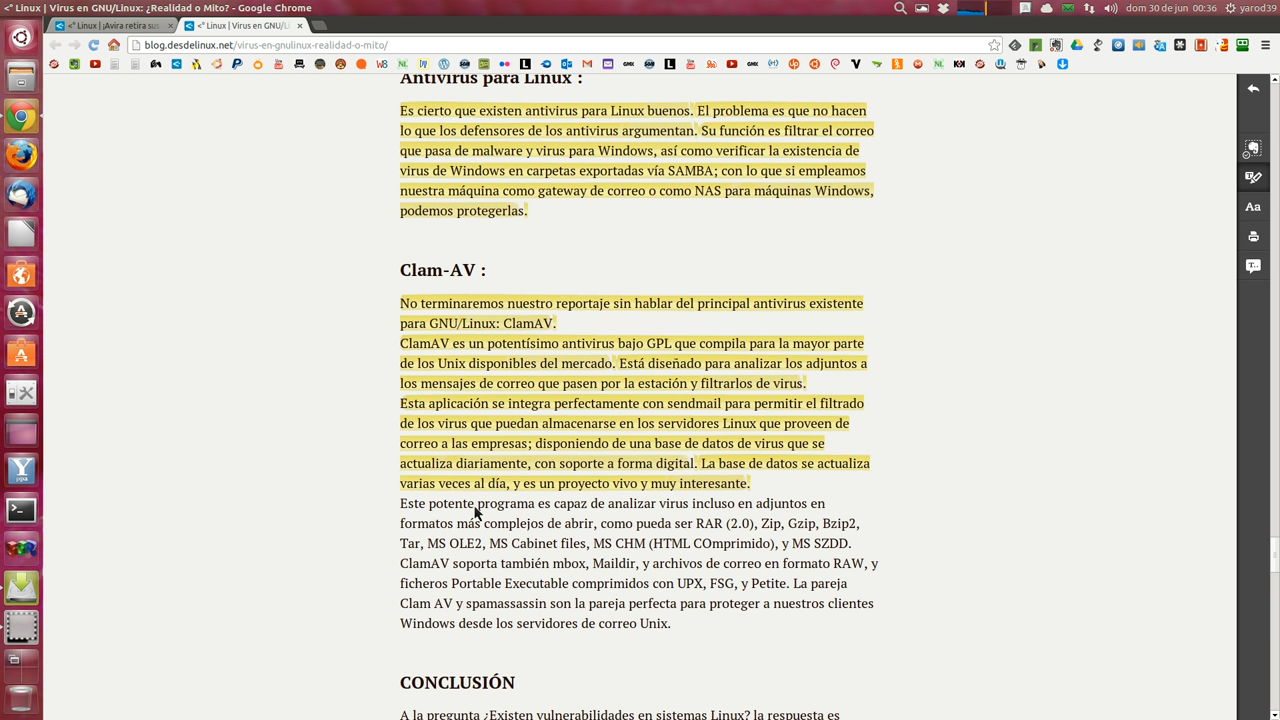 <° Linux | Virus en GNU/Linux: ¿Realidad o Mito? - Google Chrome
dom 30 de jun 00:36
yarod39
<° Linux | ¡Avira retira sus
<° Linux | Virus en GNU/Li
blog.desdelinux.net/virus-en-gnulinux-realidad-o-mito/
Antivirus para Linux :
Es cierto que existen antivirus para Linux buenos. El problema es que no hacen
lo que los defensores de los antivirus argumentan. Su función es filtrar el correo
que pasa de malware y virus para Windows, así como verificar la existencia de
virus de Windows en carpetas exportadas vía SAMBA; con lo que si empleamos
nuestra máquina como gateway de correo o como NAS para máquinas Windows,
podemos protegerlas.
Clam-AV :
No terminaremos nuestro reportaje sin hablar del principal antivirus existente
para GNU/Linux: ClamAV.
ClamAV es un potentísimo antivirus bajo GPL que compila para la mayor parte
de los Unix disponibles del mercado. Está diseñado para analizar los adjuntos a
los mensajes de correo que pasen por la estación y filtrarlos de virus.
Esta aplicación se integra perfectamente con sendmail para permitir el filtrado
de los virus que puedan almacenarse en los servidores Linux que proveen de
correo a las empresas; disponiendo de una base de datos de virus que se
actualiza diariamente, con soporte a forma digital. La base de datos se actualiza
varias veces al día, y es un proyecto vivo y muy interesante.
Este potente programa es capaz de analizar virus incluso en adjuntos en
formatos más complejos de abrir, como pueda ser RAR (2.0), Zip, Gzip, Bzip2,
Tar, MS OLE2, MS Cabinet files, MS CHM (HTML COmprimido), y MS SZDD.
ClamAV soporta también mbox, Maildir, y archivos de correo en formato RAW, y
ficheros Portable Executable comprimidos con UPX, FSG, y Petite. La pareja
Clam AV y spamassassin son la pareja perfecta para proteger a nuestros clientes
Windows desde los servidores de correo Unix.
CONCLUSIÓN
A la pregunta ¿Existen vulnerabilidades en sistemas Linux? la respuesta es
Aa